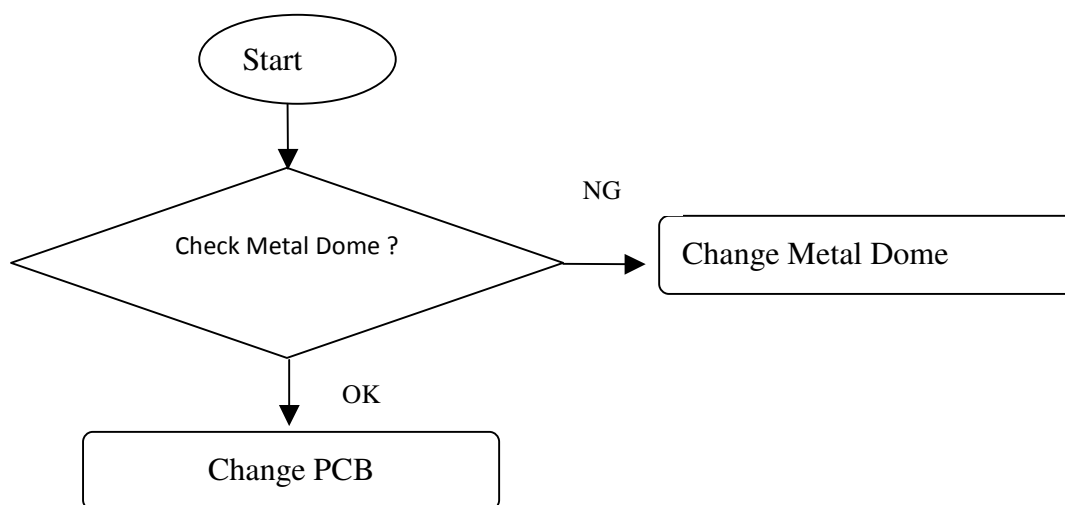 Start
Check Metal Dome ?
NG
Change Metal Dome
OK
Change PCB